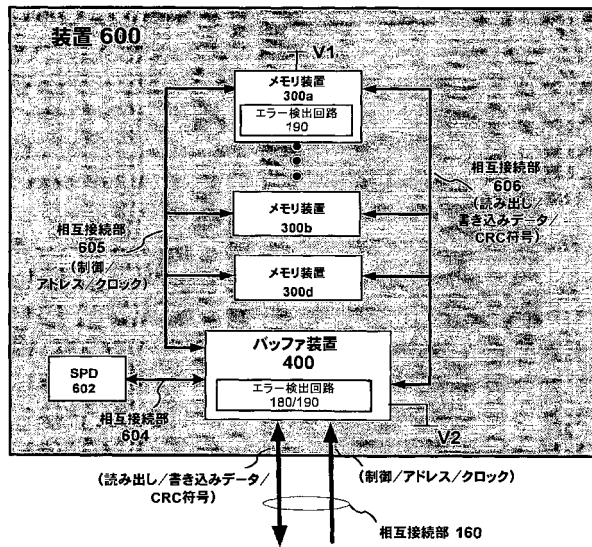 装置 600
V1
メモリ装置
300a
エラー検出回路
190
相互接続部
606
(読み出し/
書き込みデータ/
CRC符号)
メモリ装置
300b
相互接続部
605
(制御/
アドレス/クロック)
メモリ装置
300d
バッファ装置
400
SPD
602
エラー検出回路
180/190
相互接続部
604
V2
(読み出し/書き込みデータ/
CRC符号)
(制御/アドレス/クロック)
相互接続部 160